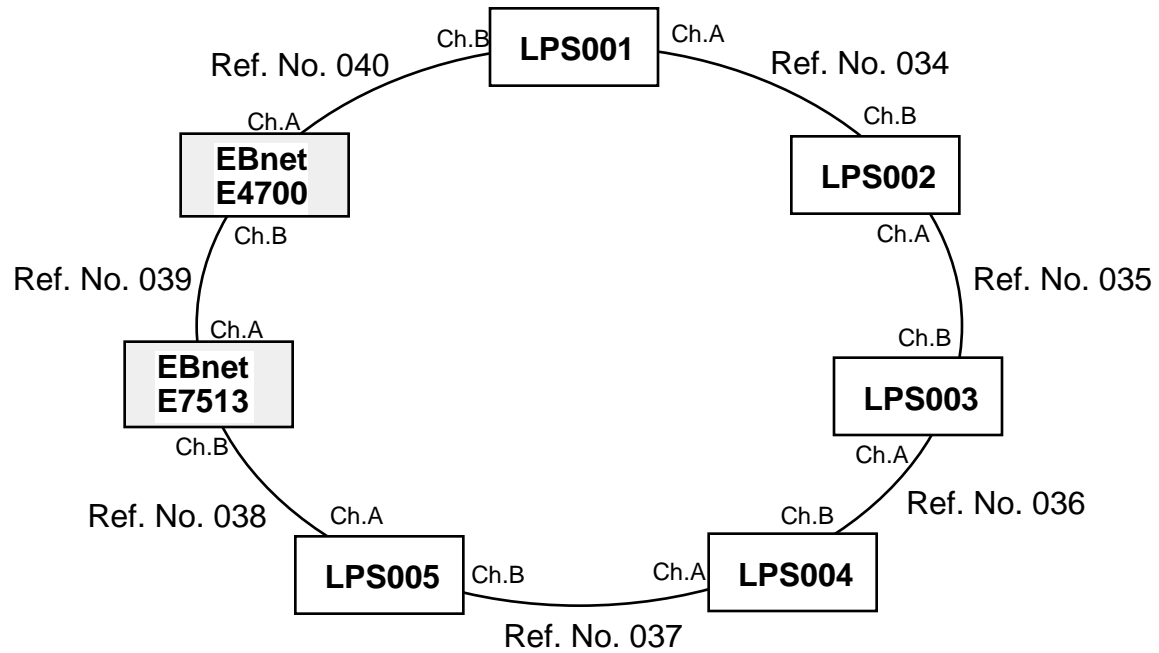 Ch.B
LPS001
Ch.A
Ref. No. 040
Ref. No. 034
Ch.A
Ch.B
EBnet
E4700
LPS002
Ch.B
Ch.A
Ref. No. 039
Ref. No. 035
Ch.A
Ch.B
EBnet
E7513
LPS003
Ch.B
Ch.A
Ref. No. 038
Ref. No. 036
Ch.A
Ch.B
LPS005
Ch.B
Ch.A
LPS004
Ref. No. 037